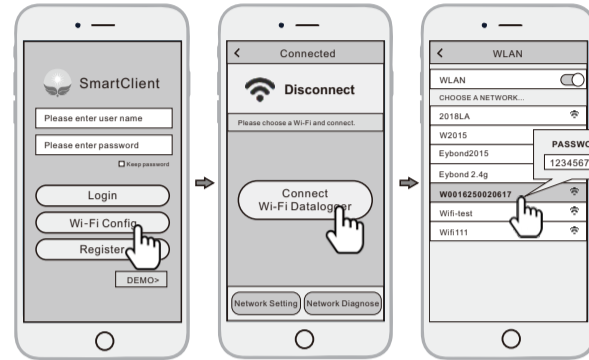 SmartClient
Please enter user name
Please enter password
Keep password
Login
Wi-Fi Config
Register
DEMO>
Connected
Disconnect
Please choose a Wi-Fi and connect.
Connect
Wi-Fi Datalogger
Network Setting
Network Diagnose
WLAN
WLAN
CHOOSE A NETWORK...
2018LA
W2015
Eybond2015
PASSWO
1234567
Eybond 2.4g
W0016250020617
Wifi-test
Wifi111